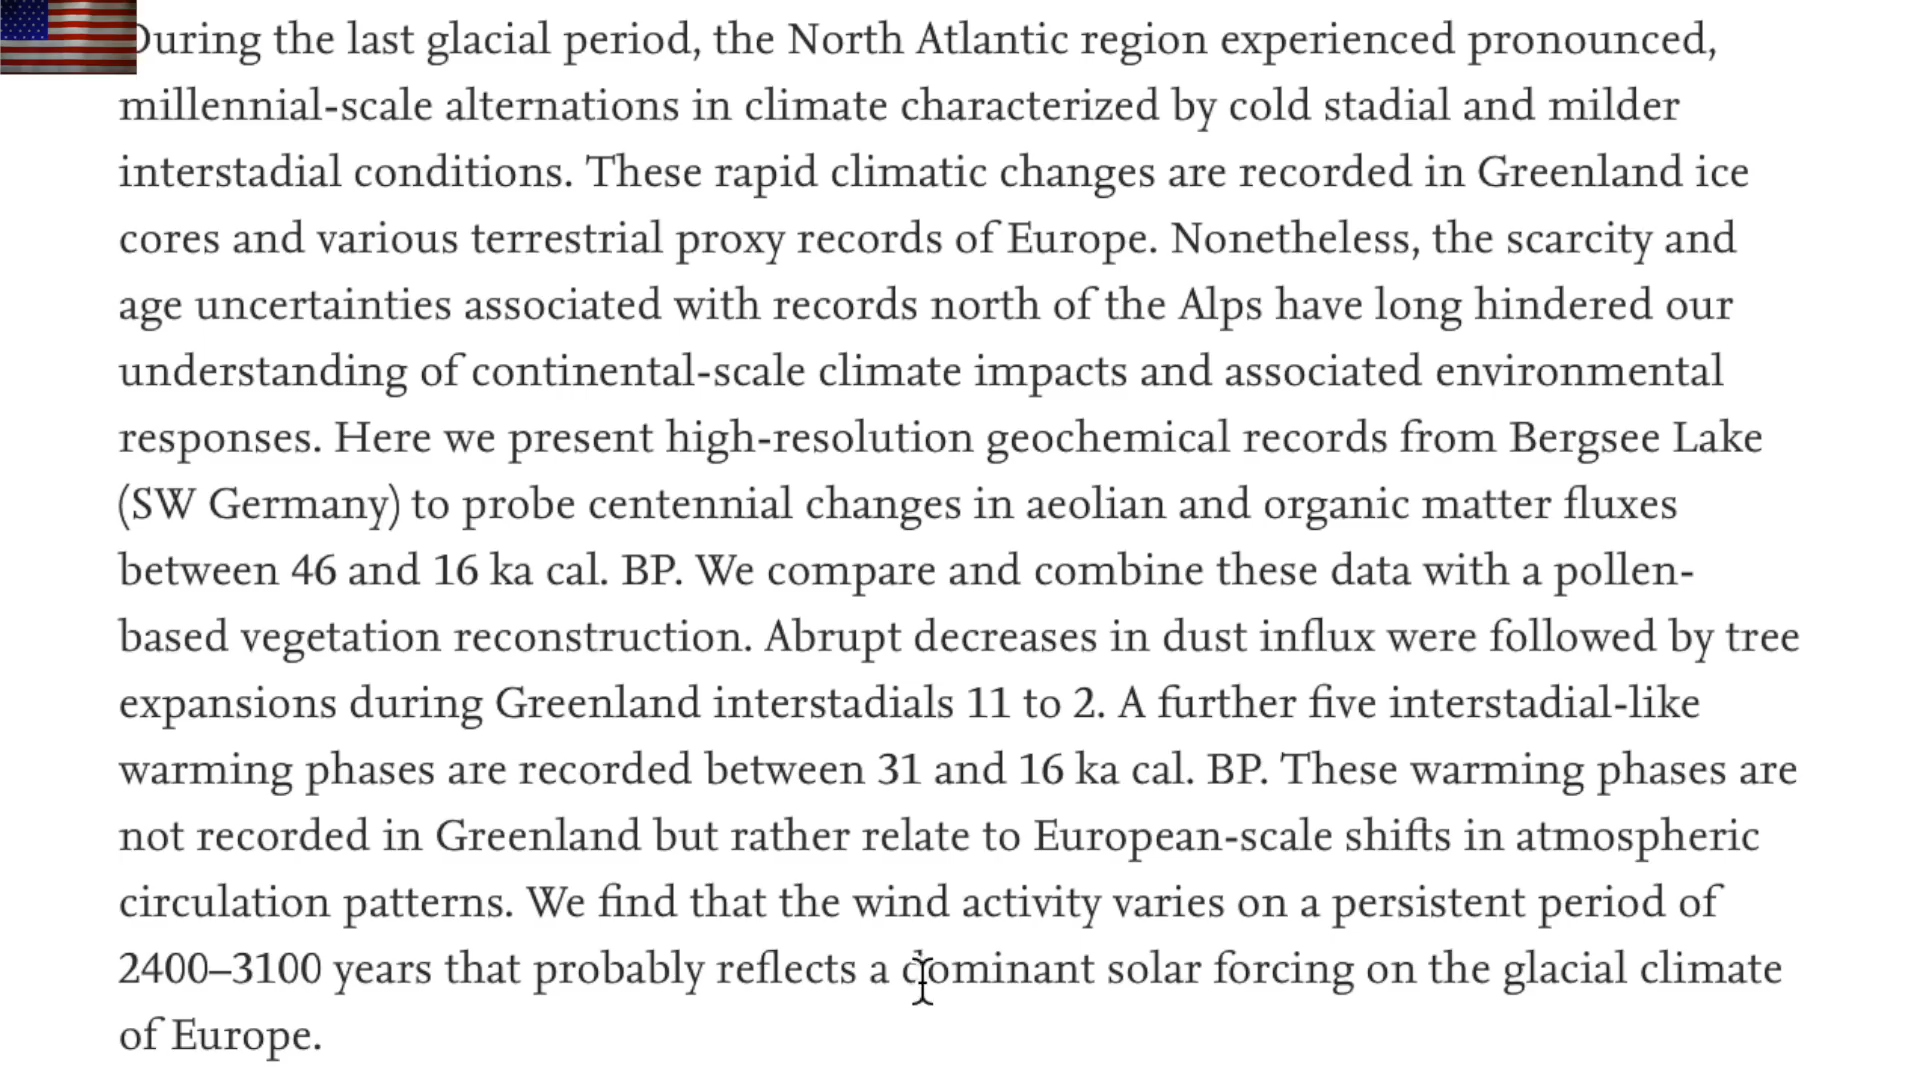 During the last glacial period, the North Atlantic region experienced pronounced,
millennial-scale alternations in climate characterized by cold stadial and milder
interstadial conditions. These rapid climatic changes are recorded in Greenland ice
cores and various terrestrial proxy records of Europe. Nonetheless, the scarcity and
age uncertainties associated with records north of the Alps have long hindered our
understanding of continental-scale climate impacts and associated environmental
responses. Here we present high-resolution geochemical records from Bergsee Lake
(SW Germany) to probe centennial changes in aeolian and organic matter fluxes
between 46 and 16 ka cal. BP. We compare and combine these data with a pollen-
based vegetation reconstruction. Abrupt decreases in dust influx were followed by tree
expansions during Greenland interstadials 11 to 2. A further five interstadial-like
warming phases are recorded between 31 and 16 ka cal. BP. These warming phases are
not recorded in Greenland but rather relate to European-scale shifts in atmospheric
circulation patterns. We find that the wind activity varies on a persistent period of
2400–3100 years that probably reflects a dominant solar forcing on the glacial climate
of Europe.